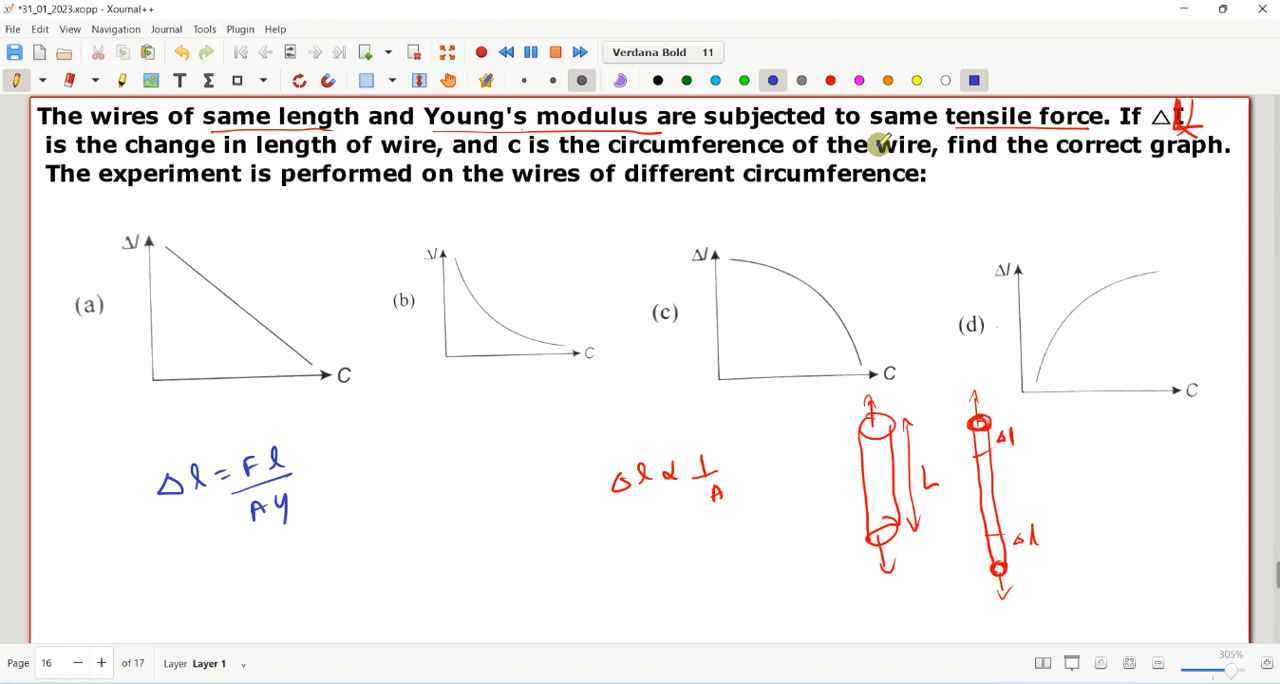 *31_01_2023.xopp - Xournal++
File Edit View Navigation Journal Tools Plugin Help
Verdana Bold 11
The wires of same length and Young's modulus are subjected to same tensile force. If △
is the change in length of wire, and c is the circumference of the wire, find the correct graph.
The experiment is performed on the wires of different circumference:
(a) Δl C
(b) Δl C
(c) Δl C
(d) Δl C
Δl = Fl / AY
Δl ∝ 1 / A
L
Δl
Δl
Page 16 of 17 Layer Layer 1
305%